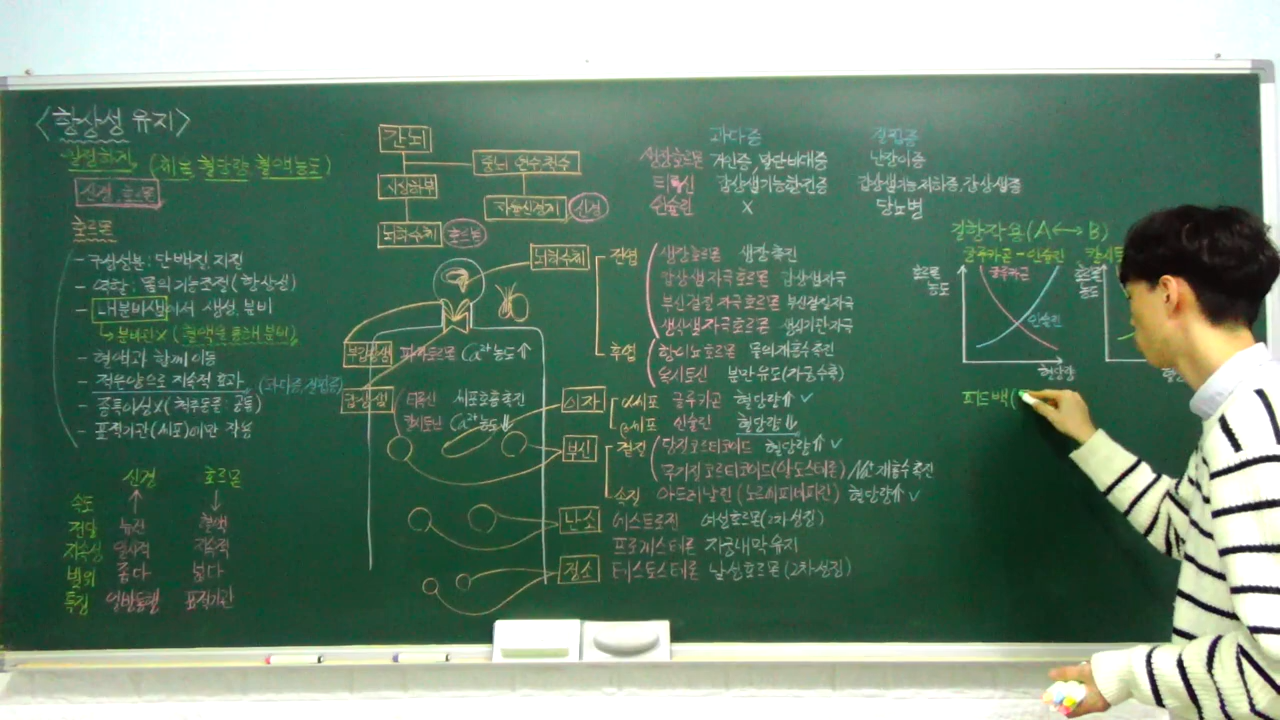 <항상성 유지>
일정하게 (체온, 혈당량, 혈액농도)
신경, 호르몬
호르몬
- 구성성분 : 단백질, 지질
- 역할 : 몸의 기능조절 (항상성)
- 내분비샘에서 생성, 분비
↳ 분비관X (혈액을 통해 분비)
- 혈액과 함께 이동
- 적은양으로 지속적 효과 (과다증, 결핍증)
- 종특이성X (척추동물 공통)
- 표적기관(세포)에만 작용
신경 호르몬
속도 ↑ ↓
전달 뉴런 혈액
지속성 일시적 지속적
범위 좁다 넓다
특징 일방통행 표적기관
간뇌
중뇌 연수 척수
시상하부
자율신경계 신경
뇌하수체 호르몬
뇌하수체
전엽 생장호르몬 생장촉진
갑상샘자극호르몬 갑상샘자극
부신겉질자극호르몬 부신겉질자극
생식샘자극호르몬 생식기관자극
후엽 항이뇨호르몬 물의재흡수촉진
옥시토신 분만유도(자궁수축)
부갑상샘 파라토르몬 Ca²⁺농도⇑
갑상샘 티록신 세포호흡촉진
칼시토닌 Ca²⁺농도⇓
이자 α세포 글루카곤 혈당량⇑ ✓
β세포 인슐린 혈당량⇓
부신 겉질 당질코르티코이드 혈당량⇑ ✓
무기질코르티코이드(알도스테론) Na⁺재흡수촉진
속질 아드레날린 (노르에피네프린) 혈당량⇑ ✓
난소 에스트로젠 여성호르몬(2차성징)
프로게스테론 자궁내막유지
정소 테스토스테론 남성호르몬(2차성징)
과다증 결핍증
생장호르몬 거인증, 말단비대증 난쟁이증
티록신 갑상샘기능항진증 갑상샘기능저하증, 갑상샘종
인슐린 X 당뇨병
길항작용(A⟷B)
글루카곤 - 인슐린
호르몬
농도
글루카곤
인슐린
혈당량
호르몬
농도
피드백(